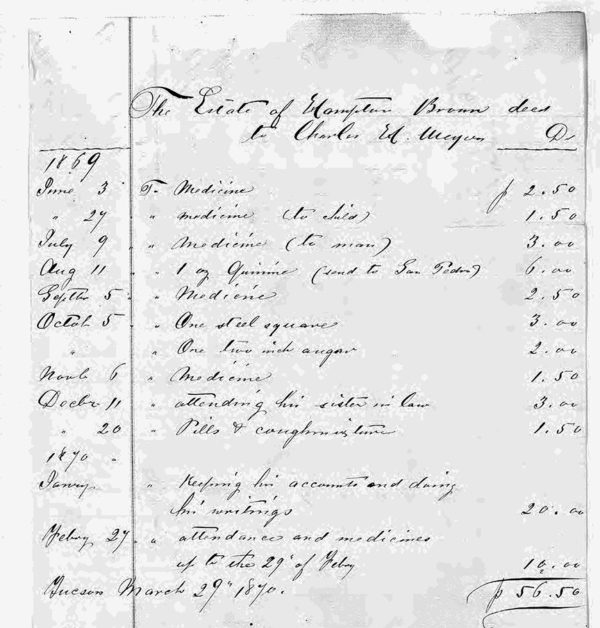 The Estate of Hampton Brown decd
to Charles H. Meyer Dr
1869
June 3 To Medicine $ 2.50
" 27 " medicine (to child) 1.50
July 9 " Medicine (to man) 3.00
Aug 11 " 1 oz Quinine (send to San Pedro) 6.00
Septbr 5 " Medicine 2.50
Octob 5 " One steel square 3.00
" " One two inch augar 2.00
Novb 6 " Medicine 1.50
Decbr 11 " attending his sister in law 3.00
" 20 " Pills & coughmixture 1.50
1870 "
Janry " Keeping his accounts and doing
his writings 20.00
Febry 27 " attendance and medicines
up to the 29th of Feby 10.00
Tucson March 29th 1870. $ 56.50